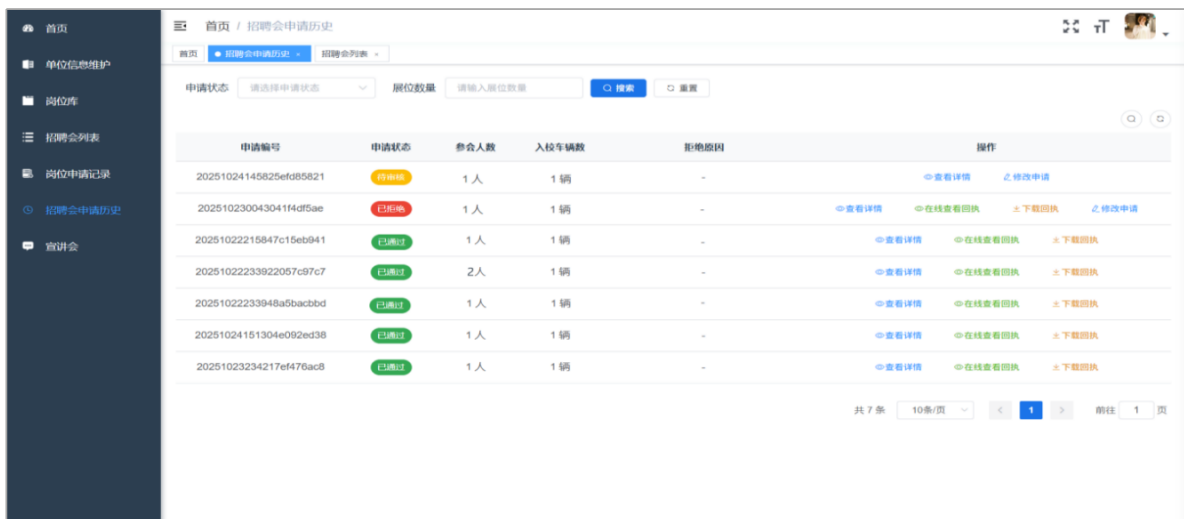 首页
单位信息维护
岗位库
招聘会列表
岗位申请记录
招聘会申请历史
宣讲会
首页 / 招聘会申请历史
首页 招聘会申请历史 × 招聘会列表 ×
申请状态 请选择申请状态 展位数量 请输入展位数量 搜索 重置
申请编号 申请状态 参会人数 入校车辆数 拒绝原因 操作
20251024145825efd85821 待审核 1人 1辆 - 查看详情 修改申请
202510230043041f4df5ae 已拒绝 1人 1辆 - 查看详情 在线查看回执 下载回执 修改申请
20251022215847c15eb941 已通过 1人 1辆 - 查看详情 在线查看回执 下载回执
20251022233922057c97c7 已通过 2人 1辆 - 查看详情 在线查看回执 下载回执
20251022233948a5bacbbd 已通过 1人 1辆 - 查看详情 在线查看回执 下载回执
20251024151304e092ed38 已通过 1人 1辆 - 查看详情 在线查看回执 下载回执
20251023234217ef476ac8 已通过 1人 1辆 - 查看详情 在线查看回执 下载回执
共 7 条 10条/页 < 1 > 前往 1 页